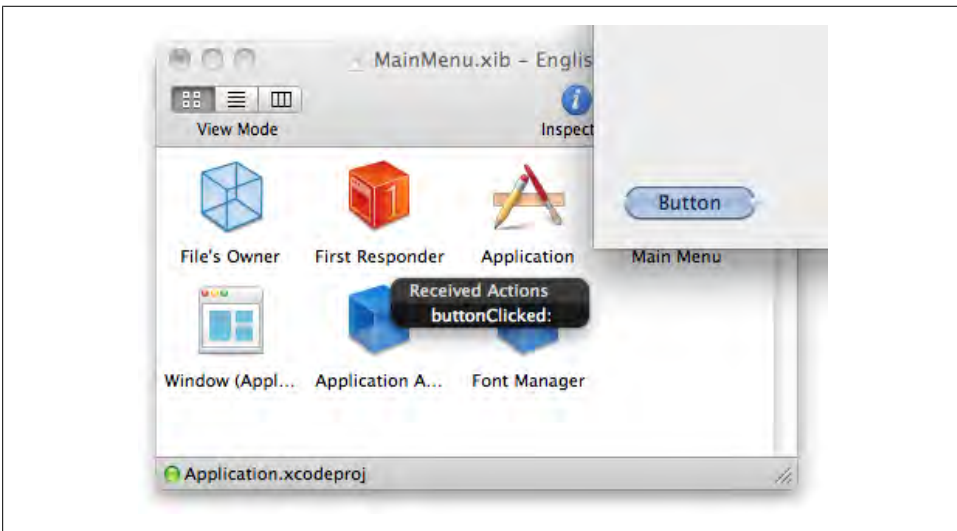 MainMenu.xib – Englis
View Mode
Inspect
Button
File's Owner
First Responder
1
Application
Main Menu
Received Actions
buttonClicked:
Window (Appl...
Application A...
Font Manager
Application.xcodeproj